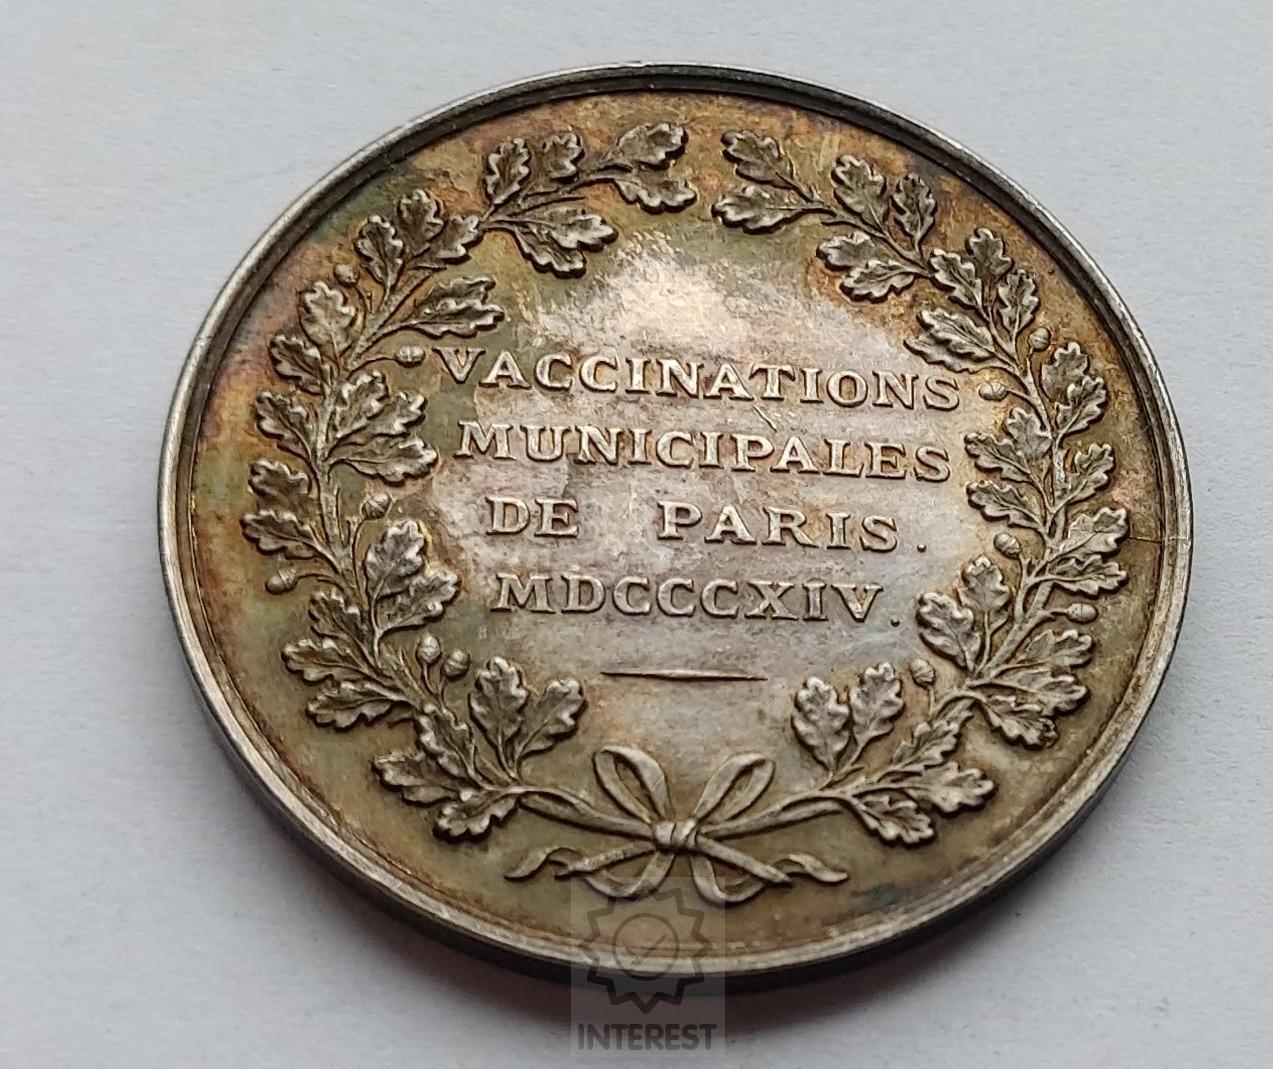 VACCINATIONS
MUNICIPALES
DE PARIS.
MDCCCXIV.
INTEREST